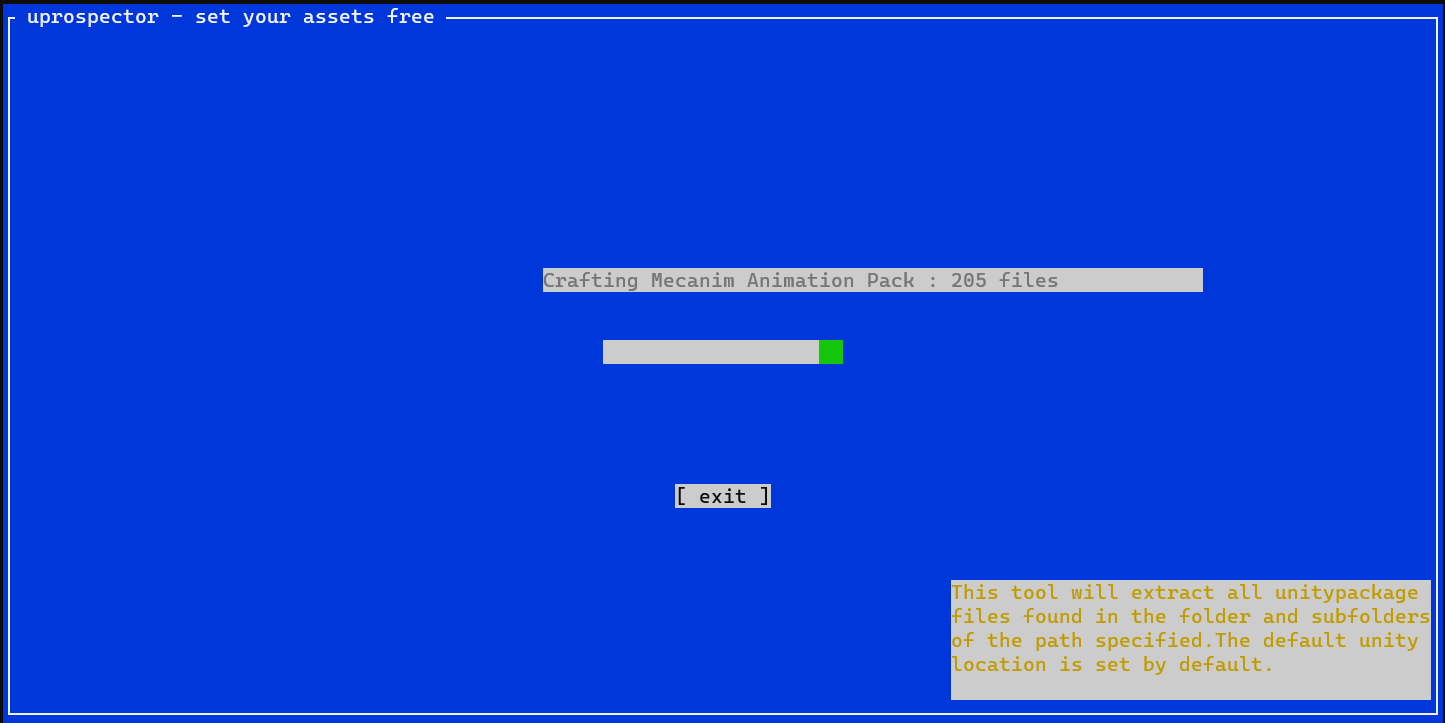 uprospector - set your assets free
Crafting Mecanim Animation Pack : 205 files
[ exit ]
This tool will extract all unitypackage
files found in the folder and subfolders
of the path specified.The default unity
location is set by default.